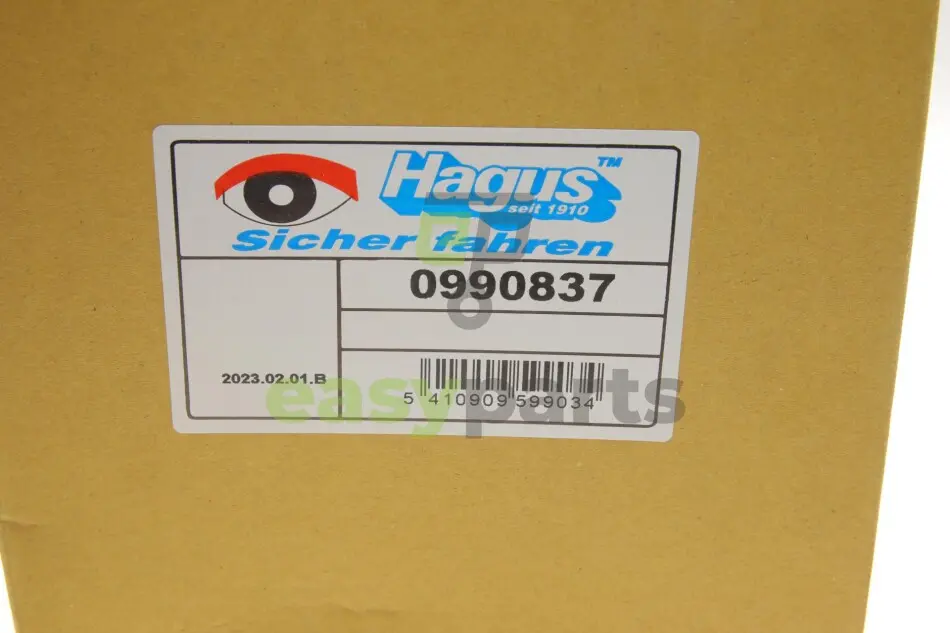 Hagus™
seit 1910
Sicher fahren
0990837
2023.02.01.B
5 410909 599034
easyparts